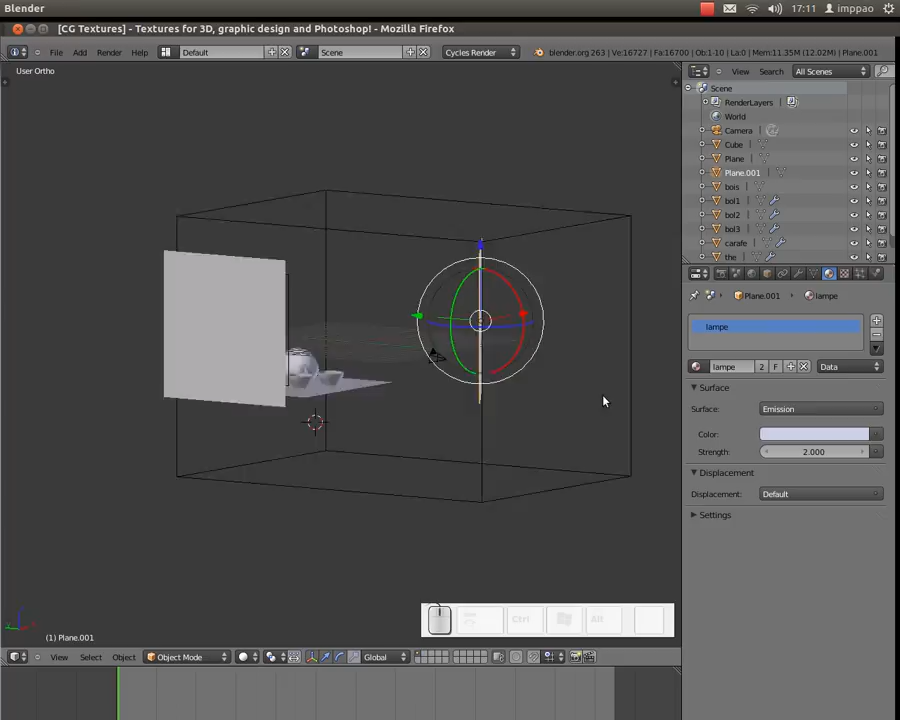 Blender
17:11 imppao
[CG Textures] - Textures for 3D, graphic design and Photoshop! - Mozilla Firefox
File Add Render Help Default Scene Cycles Render blender.org 263 | Ve:16727 | Fa:16700 | Ob:1-10 | La:0 | Mem:11.35M (12.02M) | Plane.001
User Ortho
View Search All Scenes
Scene
RenderLayers
World
Camera
Cube
Plane
Plane.001
bois
bol1
bol2
bol3
carafe
the
Plane.001 lampe
lampe
lampe 2 F Data
Surface
Surface: Emission
Color:
Strength: 2.000
Displacement
Displacement: Default
Settings
Ctrl Alt
(1) Plane.001
View Select Object Object Mode Global